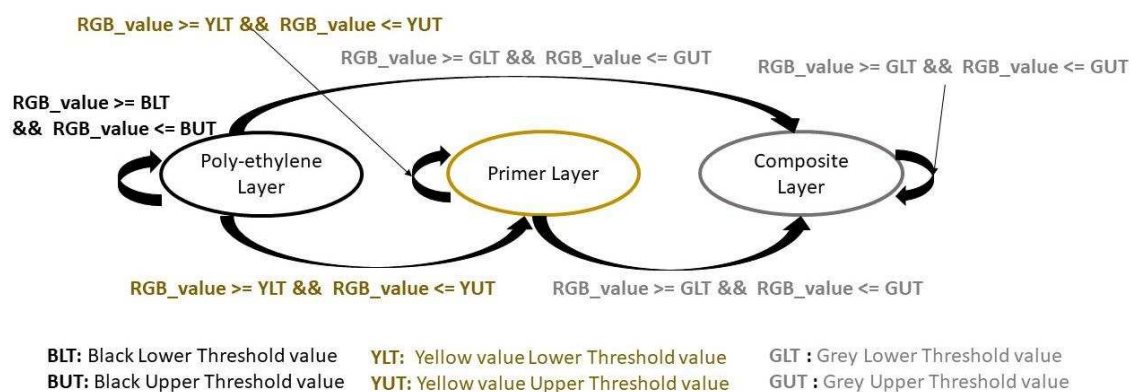 RGB_value >= YLT && RGB_value <= YUT
RGB_value >= GLT && RGB_value <= GUT
RGB_value >= GLT && RGB_value <= GUT
RGB_value >= BLT
&& RGB_value <= BUT
Poly-ethylene
Layer
Primer Layer
Composite
Layer
RGB_value >= YLT && RGB_value <= YUT
RGB_value >= GLT && RGB_value <= GUT
BLT: Black Lower Threshold value
YLT: Yellow value Lower Threshold value
GLT : Grey Lower Threshold value
BUT: Black Upper Threshold value
YUT: Yellow value Upper Threshold value
GUT : Grey Upper Threshold value